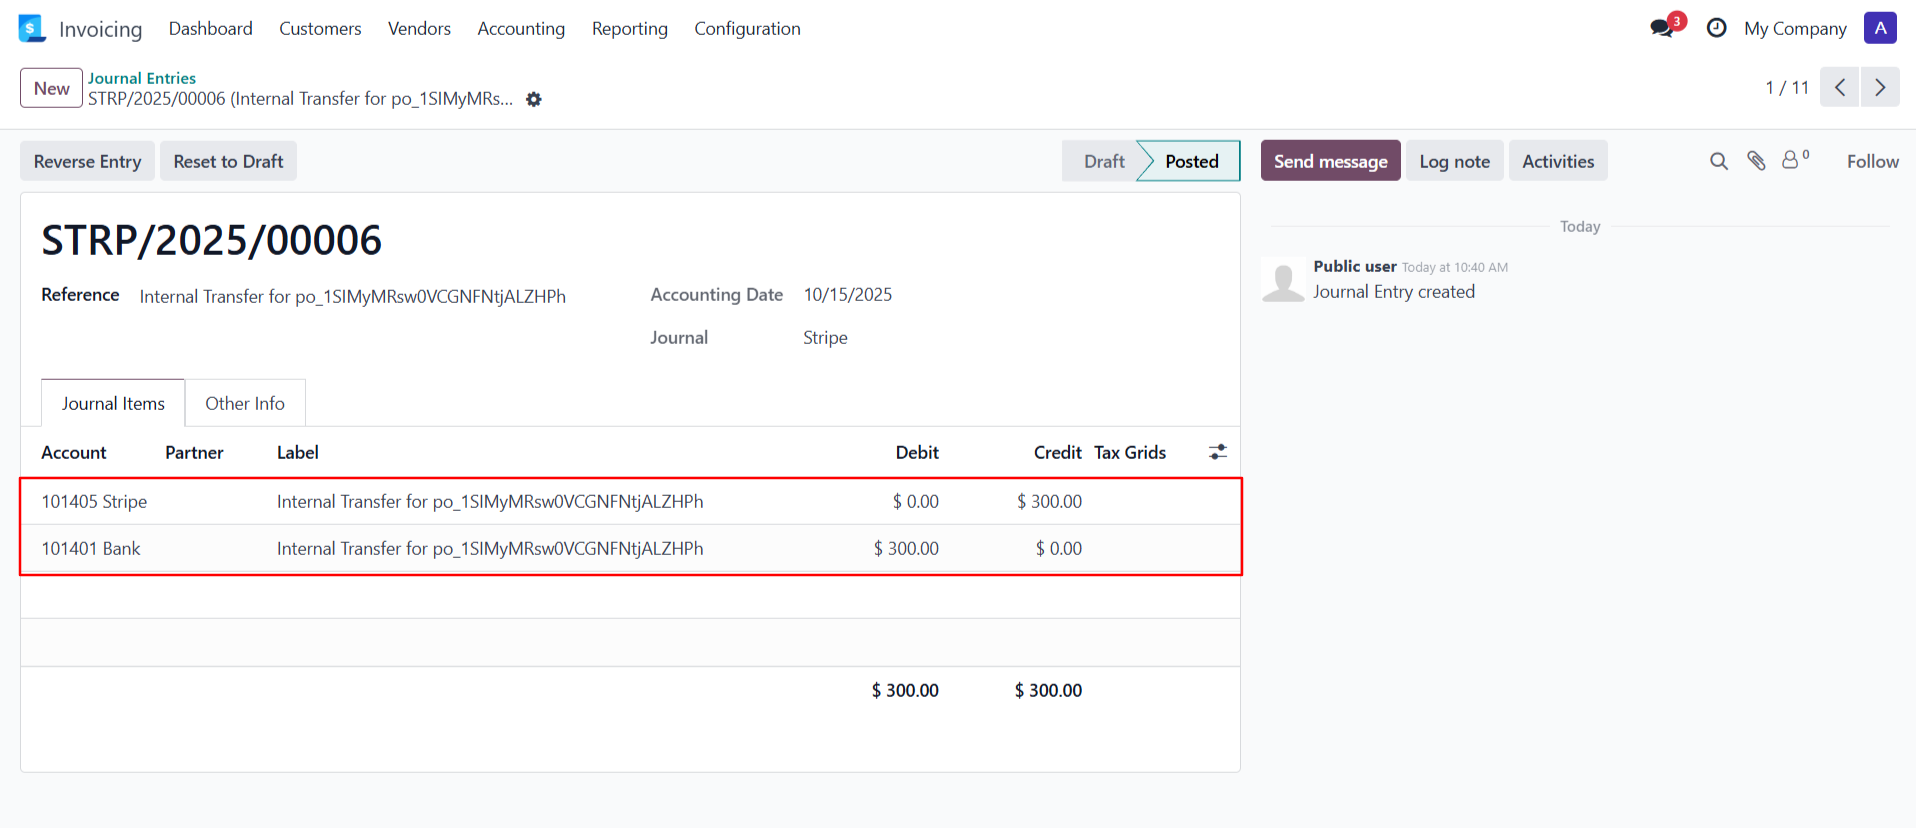 Invoicing Dashboard Customers Vendors Accounting Reporting Configuration 3 My Company A
New Journal Entries
STRP/2025/00006 (Internal Transfer for po_1SIMyMRs... 1 / 11
Reverse Entry Reset to Draft Draft Posted Send message Log note Activities 0 Follow
STRP/2025/00006
Today
Public user Today at 10:40 AM
Journal Entry created
Reference Internal Transfer for po_1SIMyMRsw0VCGNFNtjALZHPh Accounting Date 10/15/2025
Journal Stripe
Journal Items Other Info
Account Partner Label Debit Credit Tax Grids
101405 Stripe Internal Transfer for po_1SIMyMRsw0VCGNFNtjALZHPh $ 0.00 $ 300.00
101401 Bank Internal Transfer for po_1SIMyMRsw0VCGNFNtjALZHPh $ 300.00 $ 0.00
$ 300.00 $ 300.00